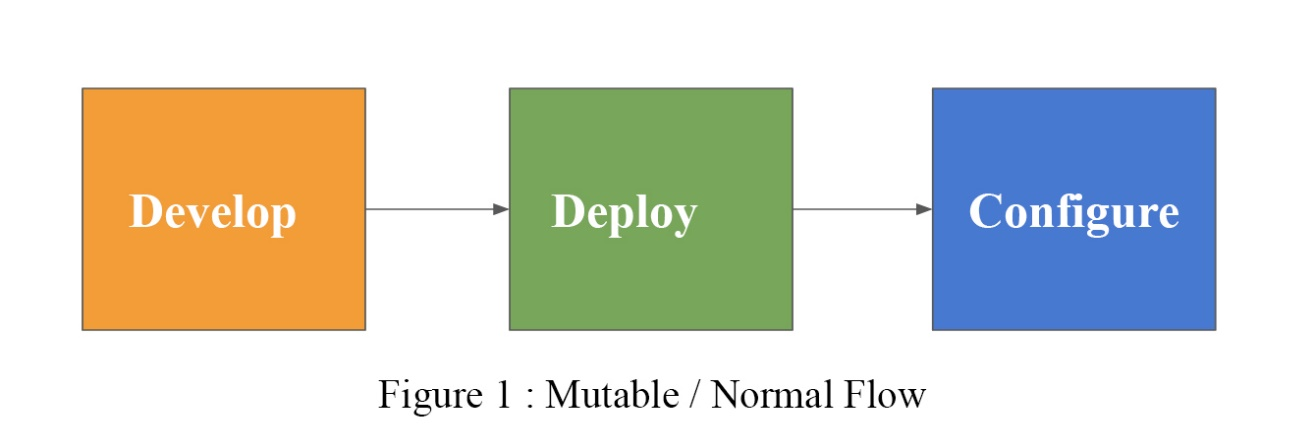 Develop
Deploy
Configure
Figure 1 : Mutable / Normal Flow